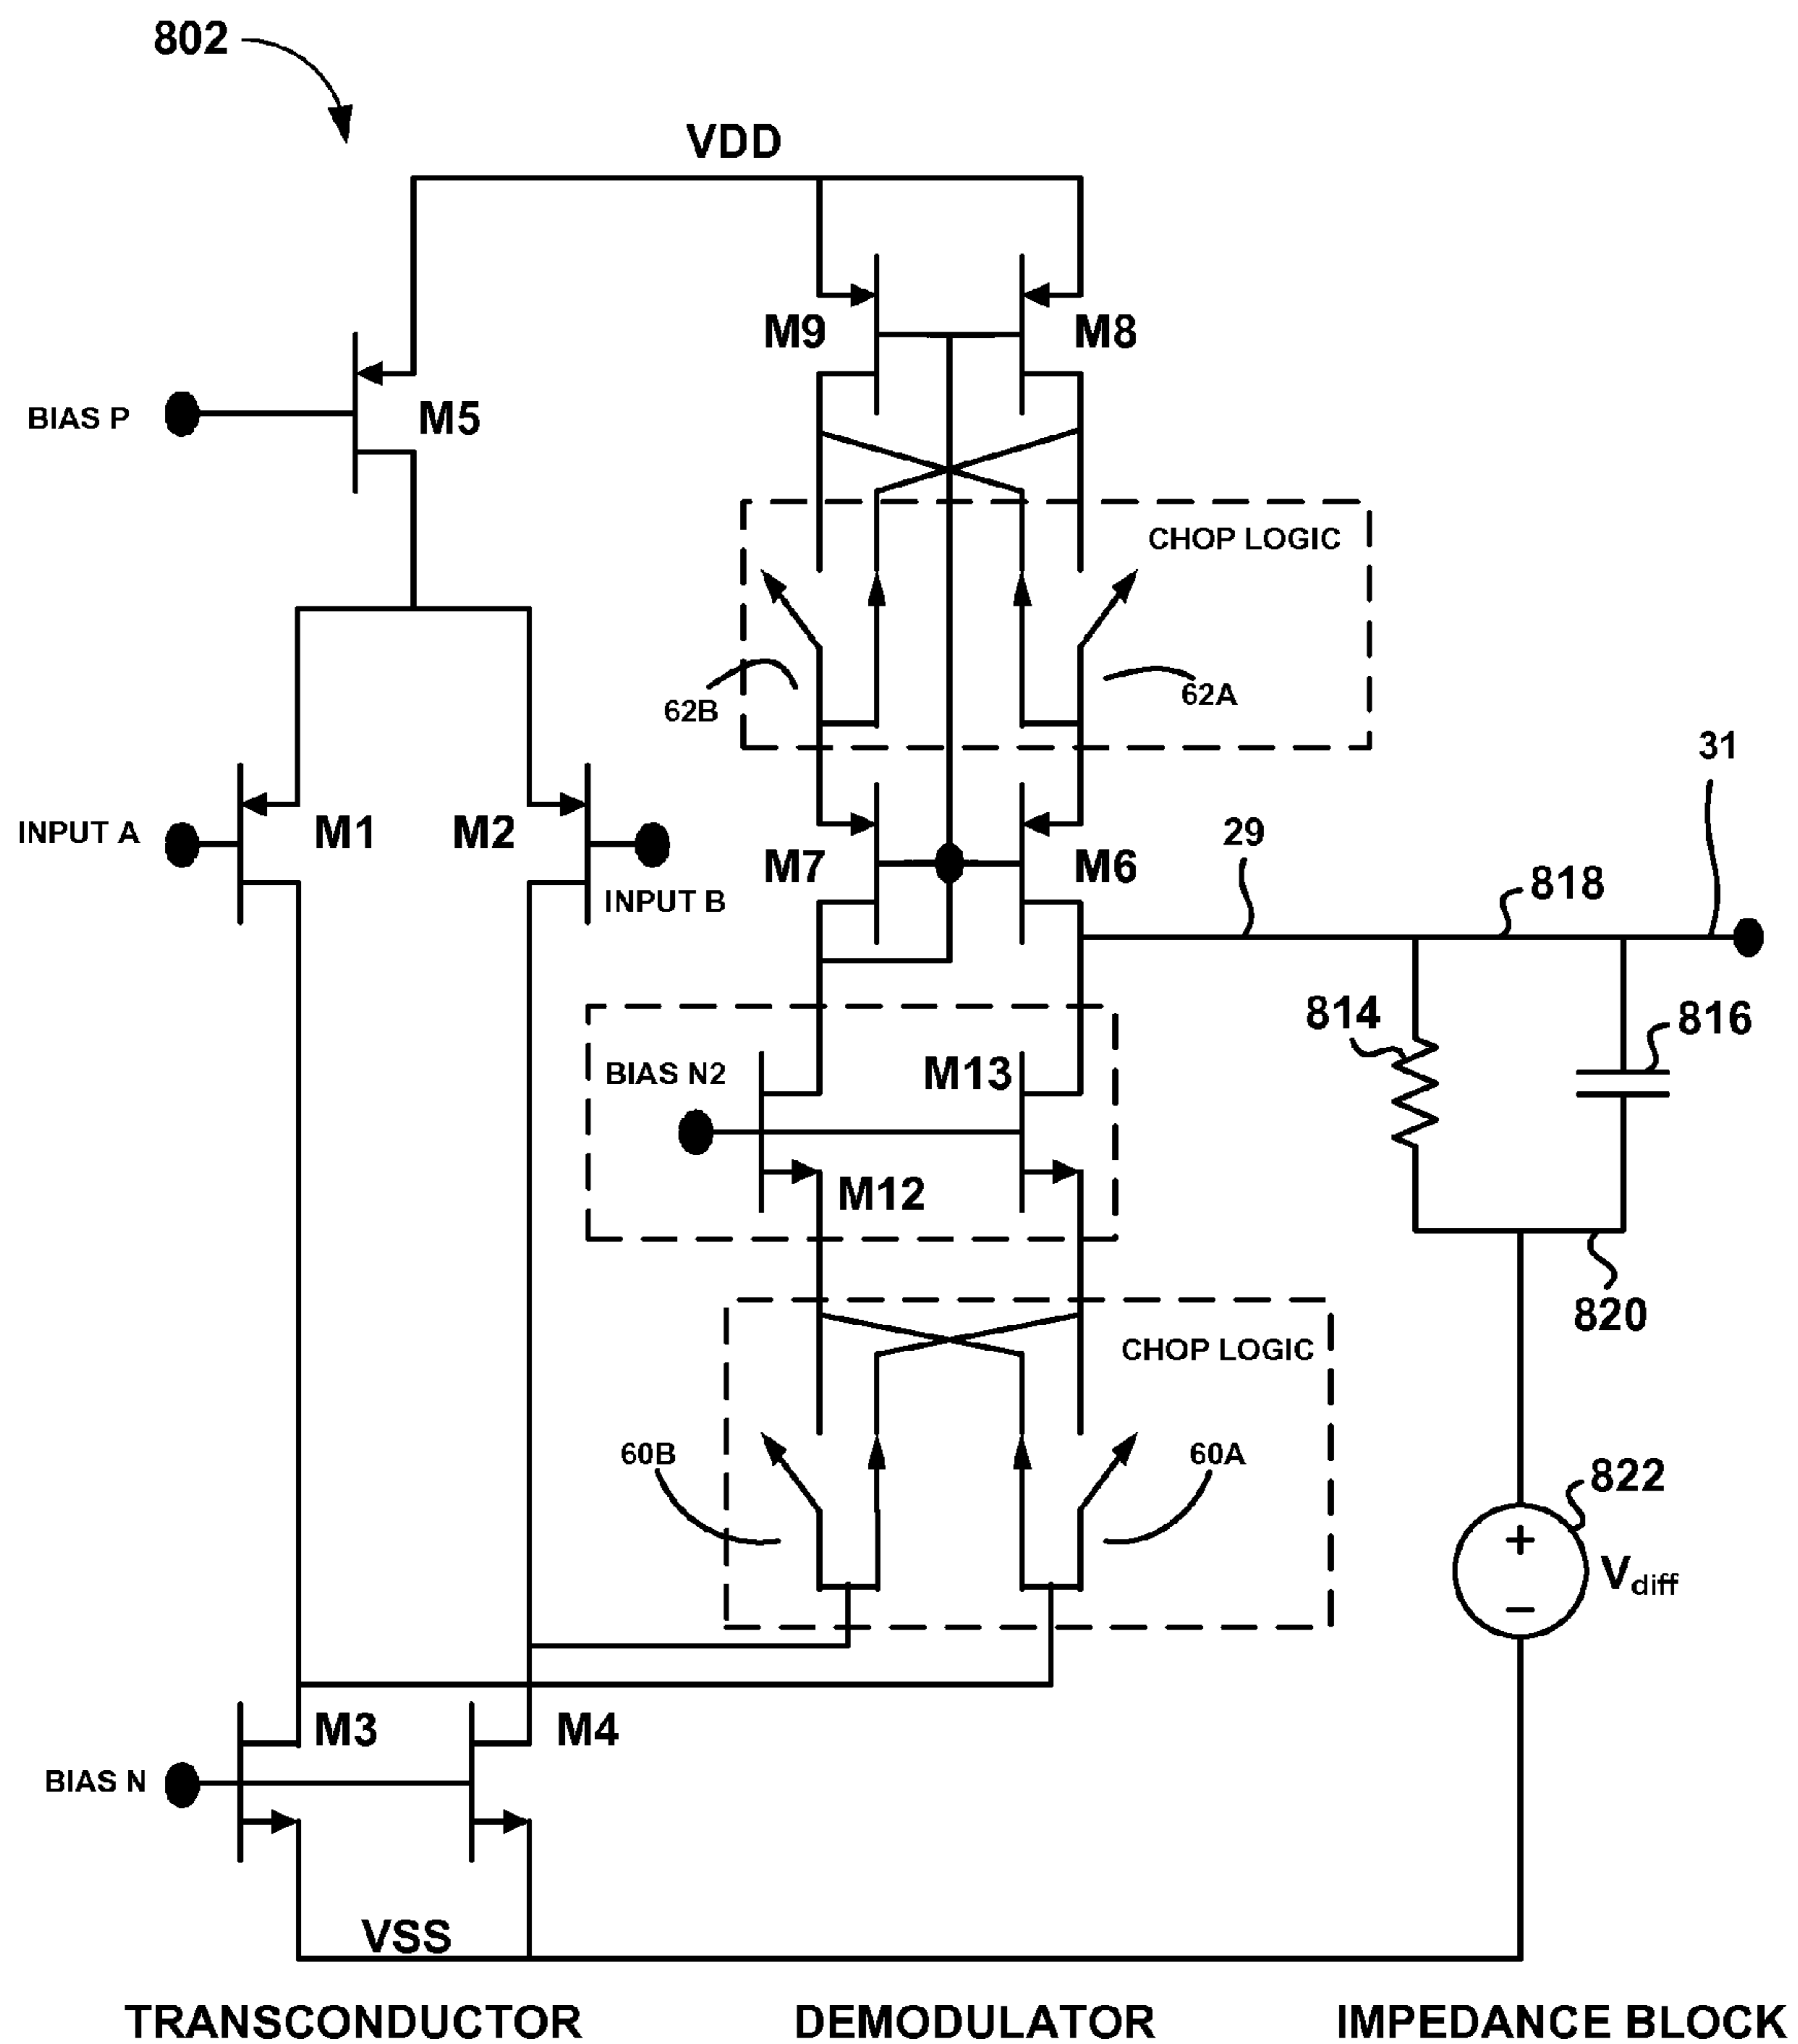 802
VDD
M9
M8
BIAS P
M5
CHOP LOGIC
62B
62A
31
INPUT A
M1
M2
M7
M6
29
818
INPUT B
814
816
BIAS N2
M13
M12
820
CHOP LOGIC
60B
60A
822
Vdiff
+
−
M3
M4
BIAS N
VSS
TRANSCONDUCTOR
DEMODULATOR
IMPEDANCE BLOCK